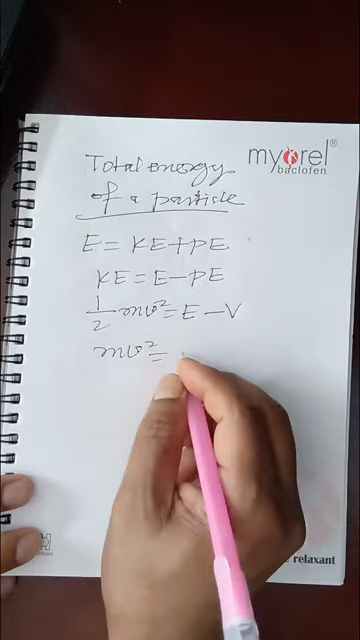 Total energy
of a particle
myorel®
baclofen
E = KE + PE
KE = E - PE
1/2 mv² = E - V
mv² =
relaxant